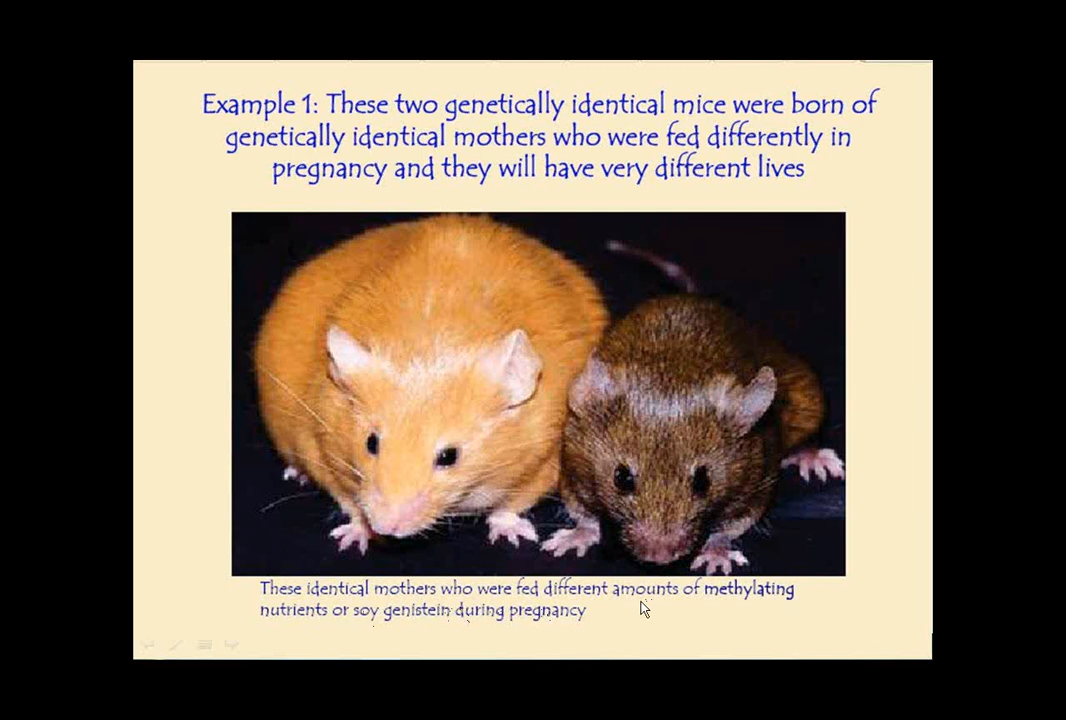 Example 1: These two genetically identical mice were born of
genetically identical mothers who were fed differently in
pregnancy and they will have very different lives
These identical mothers who were fed different amounts of methylating
nutrients or soy genistein during pregnancy